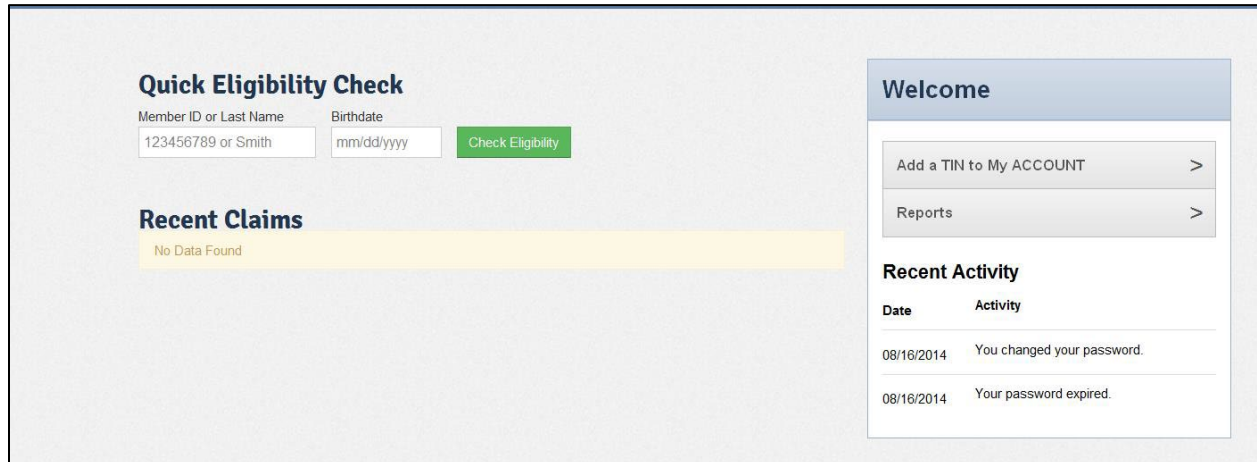 Quick Eligibility Check
Member ID or Last Name Birthdate
123456789 or Smith mm/dd/yyyy Check Eligibility
Recent Claims
No Data Found
Welcome
Add a TIN to My ACCOUNT >
Reports >
Recent Activity
Date Activity
08/16/2014 You changed your password.
08/16/2014 Your password expired.